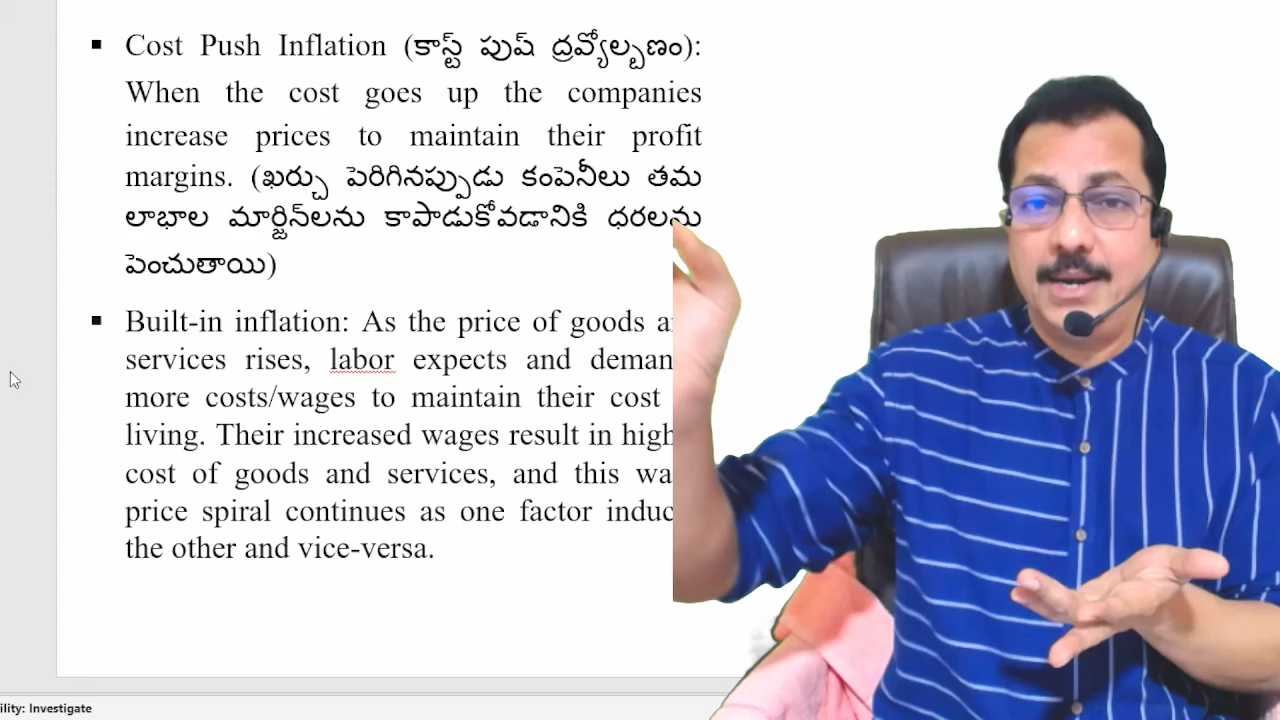 Cost Push Inflation (కాస్ట్ పుష్ ద్రవ్యోల్బణం):
When the cost goes up the companies
increase prices to maintain their profit
margins. (ఖర్చు పెరిగినప్పుడు కంపెనీలు తమ
లాభాల మార్జిన్‌లను కాపాడుకోవడానికి ధరలను
పెంచుతాయి)
Built-in inflation: As the price of goods
services rises, labor expects and deman
more costs/wages to maintain their cost
living. Their increased wages result in high
cost of goods and services, and this wa
price spiral continues as one factor induc
the other and vice-versa.
ility: Investigate